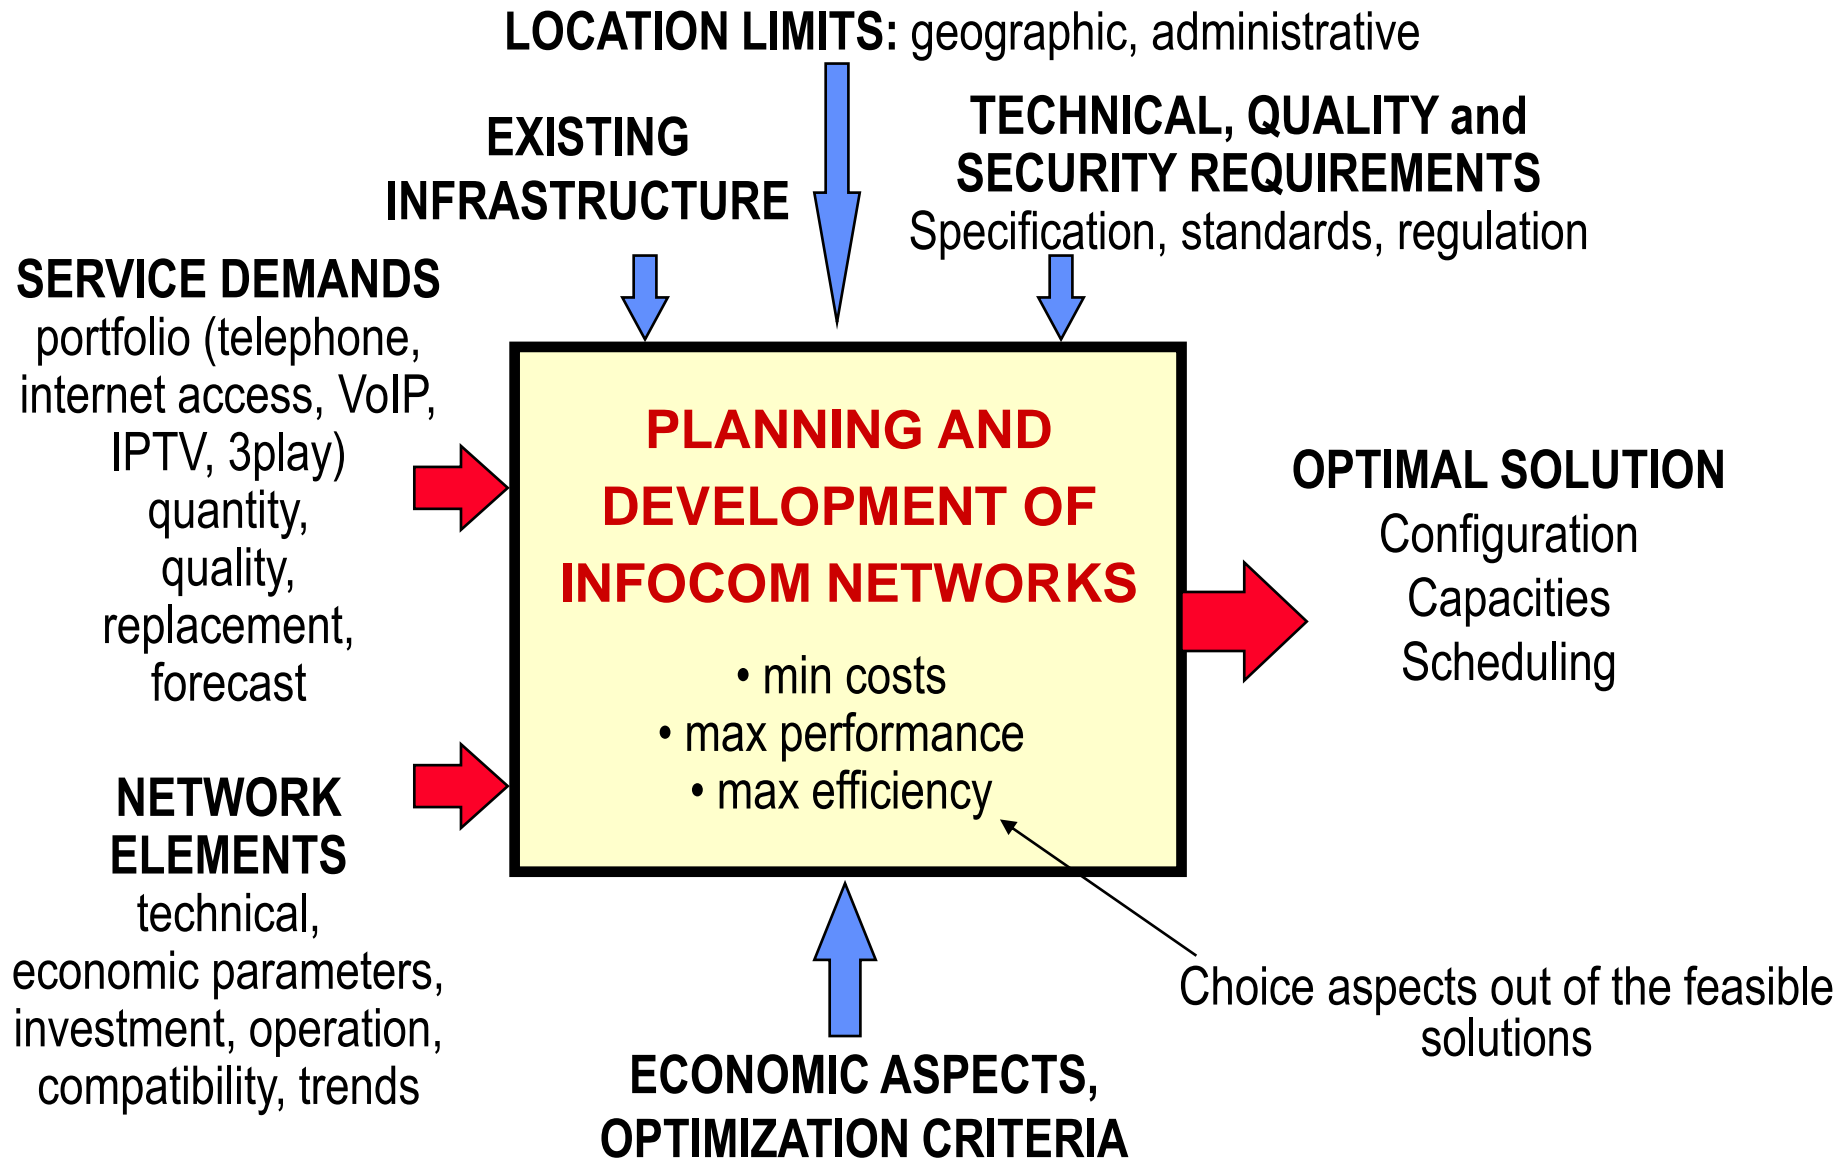 LOCATION LIMITS: geographic, administrative
EXISTING
INFRASTRUCTURE
TECHNICAL, QUALITY and
SECURITY REQUIREMENTS
Specification, standards, regulation
SERVICE DEMANDS
portfolio (telephone,
internet access, VoIP,
IPTV, 3play)
quantity,
quality,
replacement,
forecast
NETWORK
ELEMENTS
technical,
economic parameters,
investment, operation,
compatibility, trends
PLANNING AND
DEVELOPMENT OF
INFOCOM NETWORKS
• min costs
• max performance
• max efficiency
OPTIMAL SOLUTION
Configuration
Capacities
Scheduling
Choice aspects out of the feasible
solutions
ECONOMIC ASPECTS,
OPTIMIZATION CRITERIA